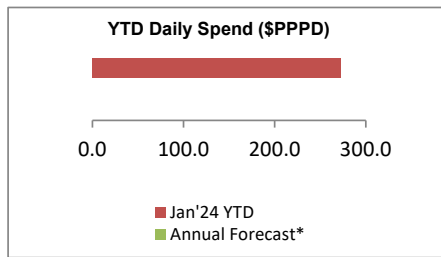 YTD Daily Spend ($PPPD)
0.0 100.0 200.0 300.0
Jan'24 YTD
Annual Forecast*